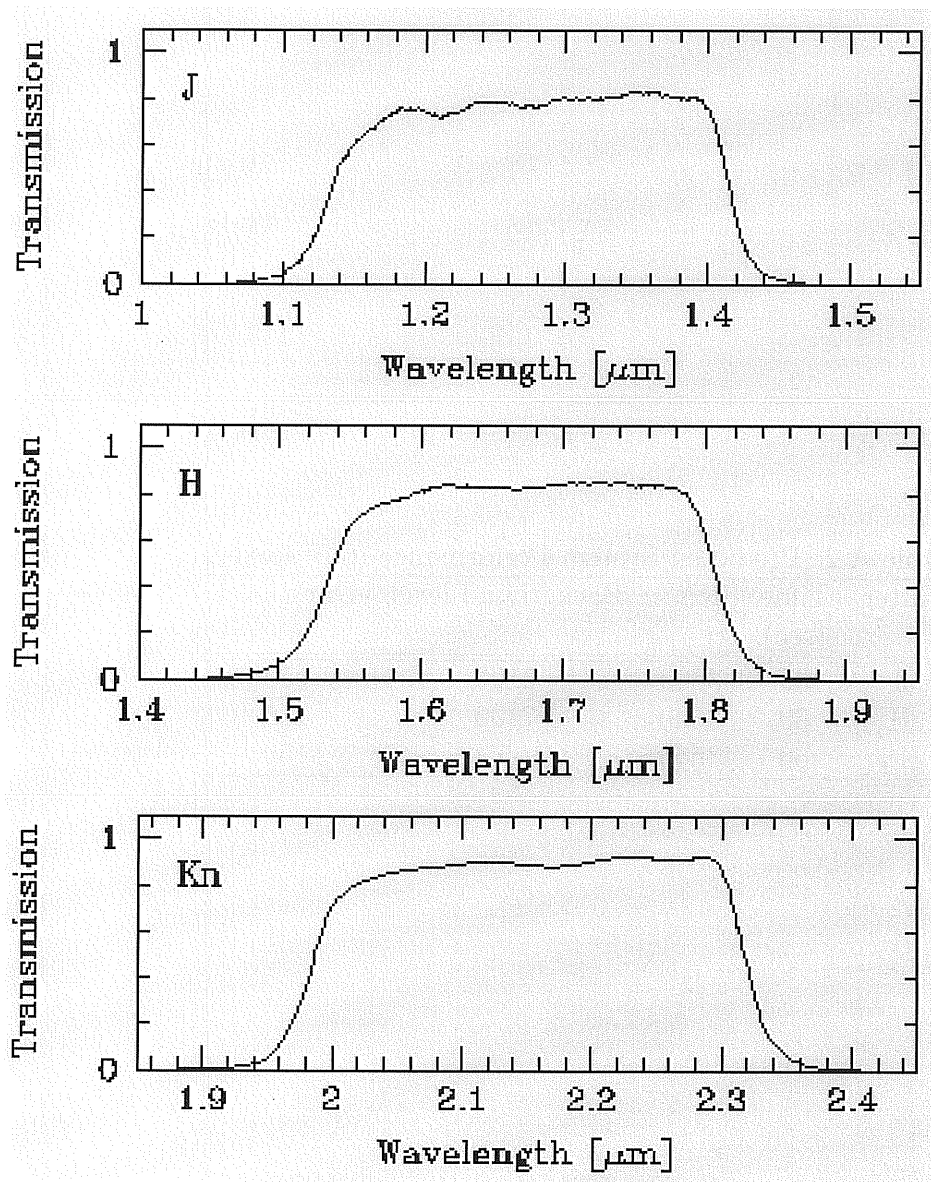 Transmission
1
J
0
1 1.1 1.2 1.3 1.4 1.5
Wavelength [μm]
Transmission
1
H
0
1.4 1.5 1.6 1.7 1.8 1.9
Wavelength [μm]
Transmission
1
Kn
0
1.9 2 2.1 2.2 2.3 2.4
Wavelength [μm]